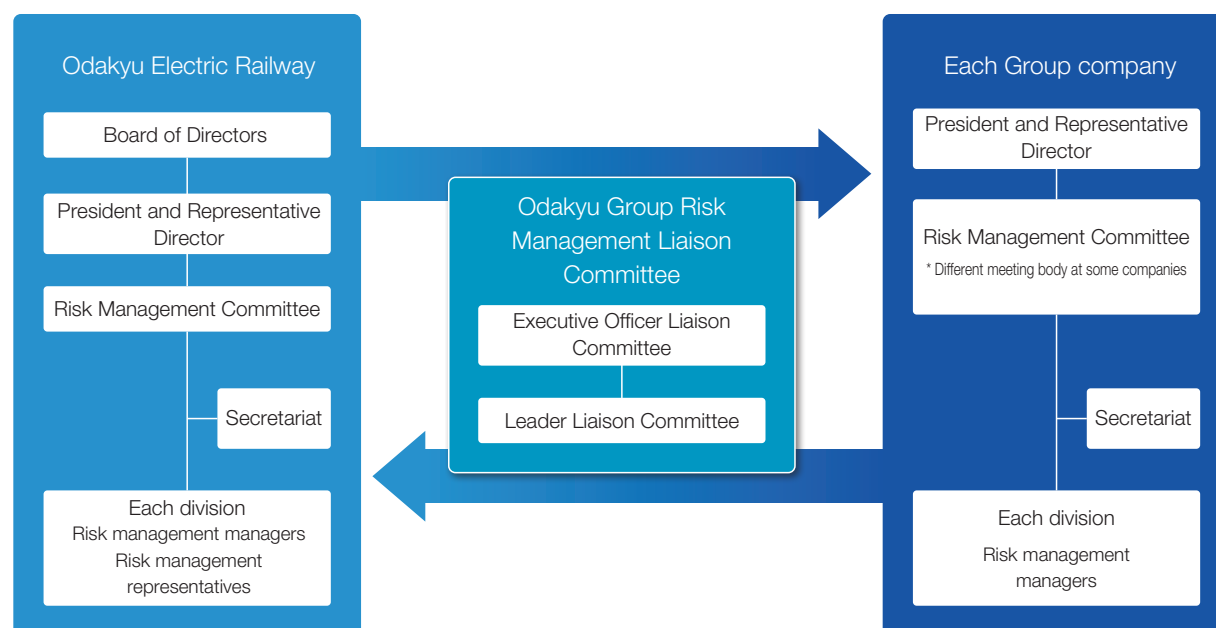 Odakyu Electric Railway
Board of Directors
President and Representative
Director
Risk Management Committee
Secretariat
Each division
Risk management managers
Risk management
representatives
Odakyu Group Risk
Management Liaison
Committee
Executive Officer Liaison
Committee
Leader Liaison Committee
Each Group company
President and Representative
Director
Risk Management Committee
* Different meeting body at some companies
Secretariat
Each division
Risk management
managers